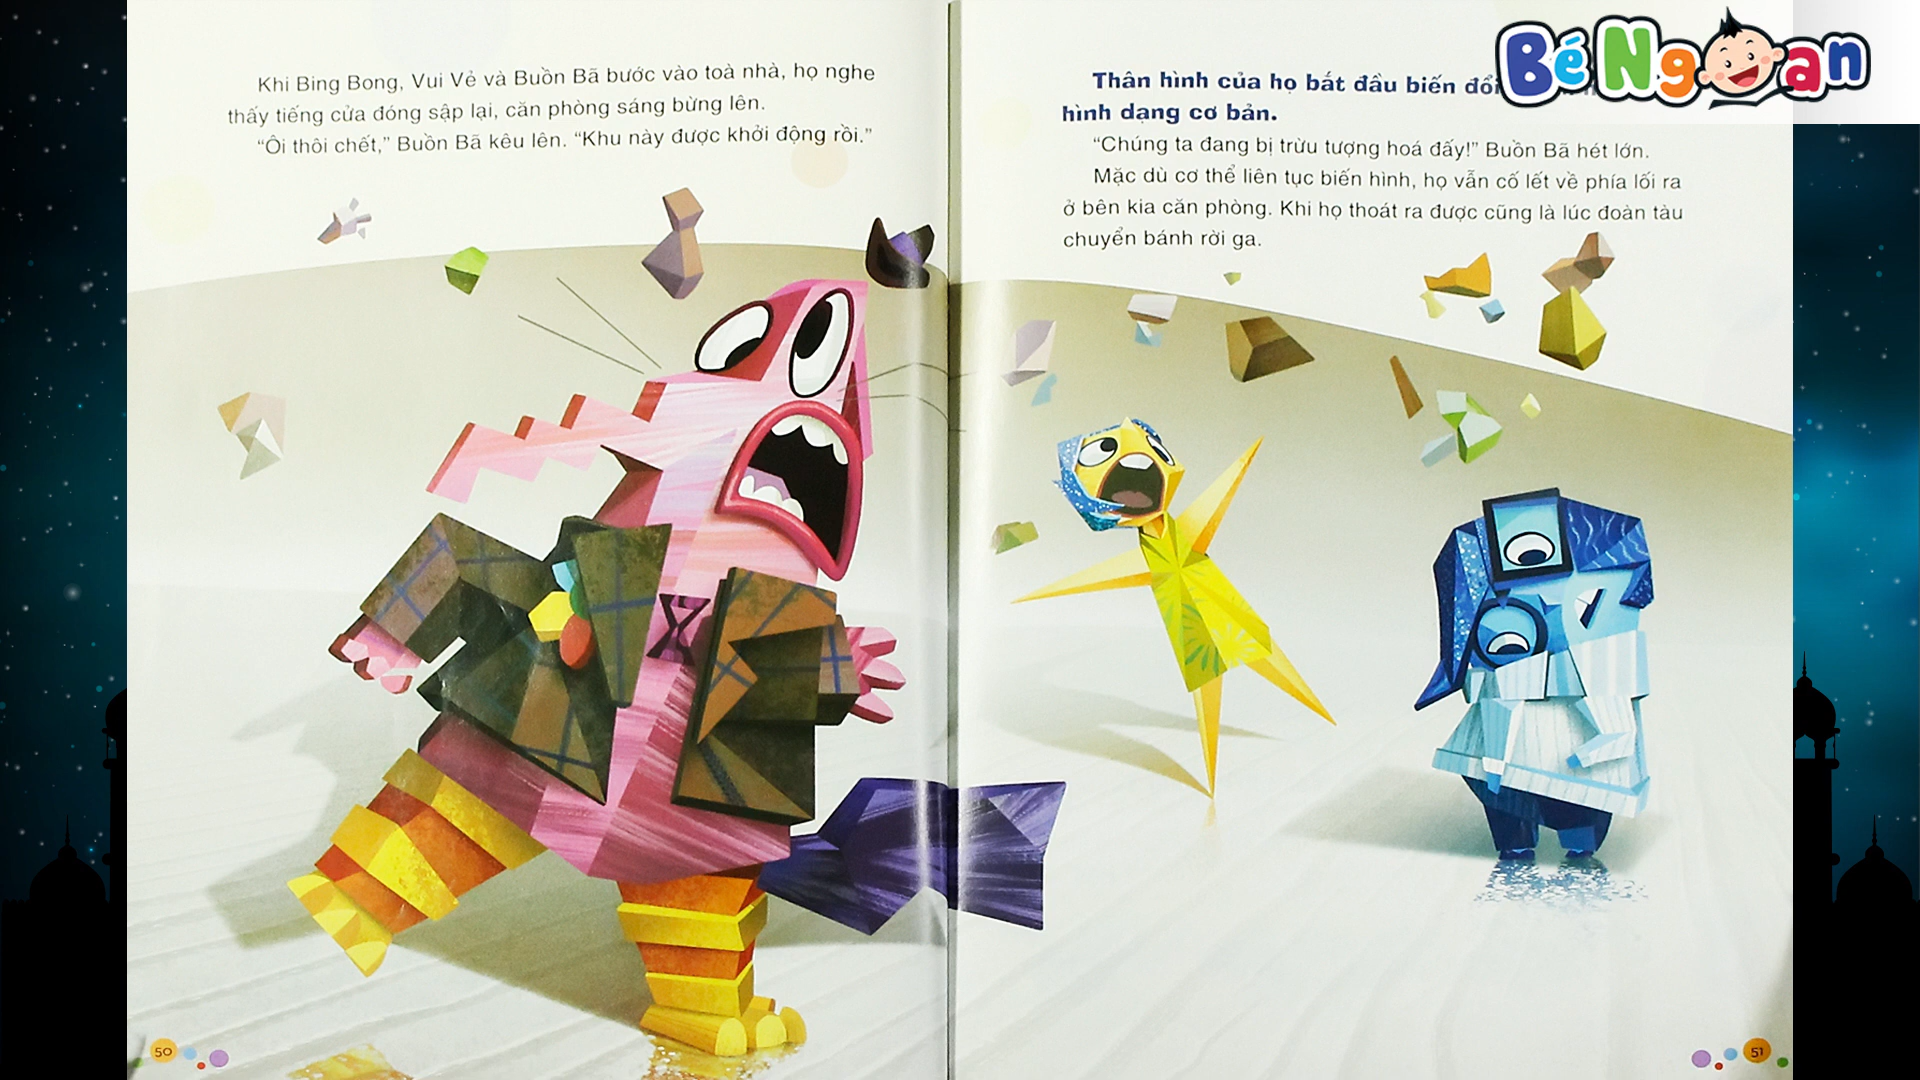 Khi Bing Bong, Vui Vẻ và Buồn Bã bước vào toà nhà, họ nghe
thấy tiếng cửa đóng sập lại, căn phòng sáng bừng lên.
“Ôi thôi chết,” Buồn Bã kêu lên. “Khu này được khởi động rồi.”
50
Bé Ngoan
Thân hình của họ bắt đầu biến đổi
hình dạng cơ bản.
“Chúng ta đang bị trừu tượng hoá đấy!” Buồn Bã hét lớn.
Mặc dù cơ thể liên tục biến hình, họ vẫn cố lết về phía lối ra
ở bên kia căn phòng. Khi họ thoát ra được cũng là lúc đoàn tàu
chuyển bánh rời ga.
51